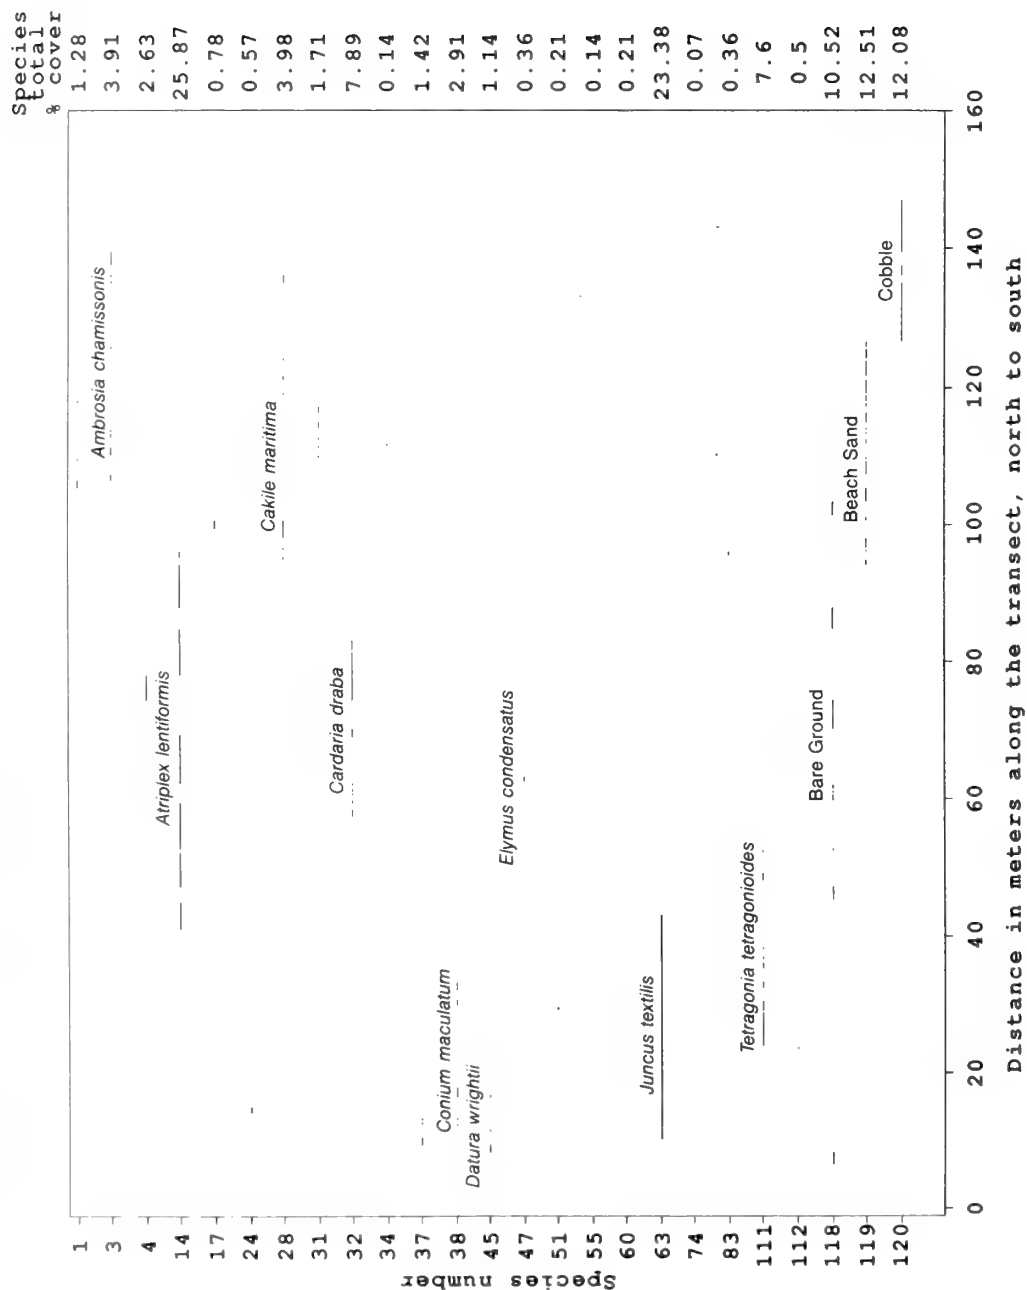 Species
total
% cover
1 1.28
3 Ambrosia chamissonis 3.91
4 2.63
14 Atriplex lentiformis 25.87
17 0.78
24 0.57
28 Cakile maritima 3.98
31 1.71
32 Cardaria draba 7.89
34 0.14
37 1.42
38 Conium maculatum 2.91
45 Datura wrightii 1.14
47 Elymus condensatus 0.36
51 0.21
55 0.14
60 0.21
63 Juncus textilis 23.38
74 0.07
83 0.36
111 Tetragonia tetragonioides 7.6
112 0.5
118 Bare Ground 10.52
119 Beach Sand 12.51
120 Cobble 12.08
Species number
0 20 40 60 80 100 120 140 160
Distance in meters along the transect, north to south